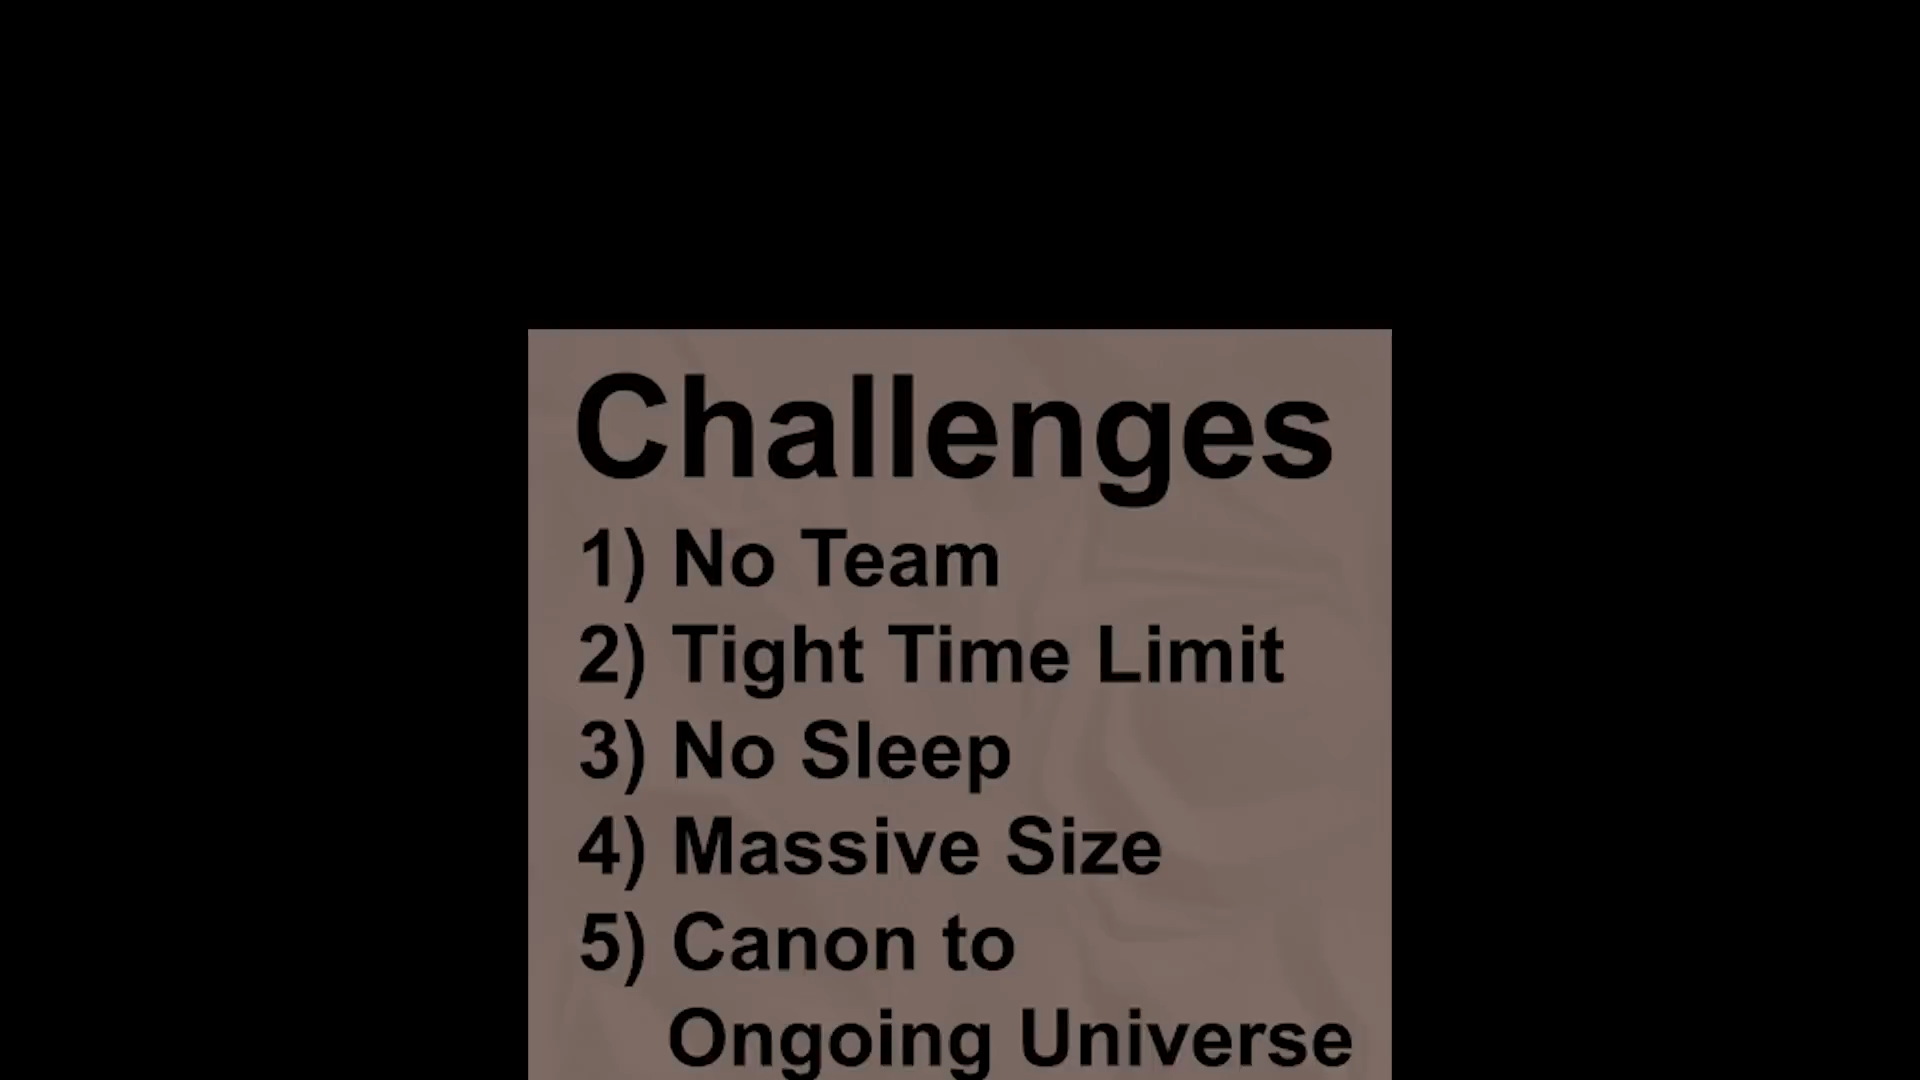 Challenges
1) No Team
2) Tight Time Limit
3) No Sleep
4) Massive Size
5) Canon to
Ongoing Universe